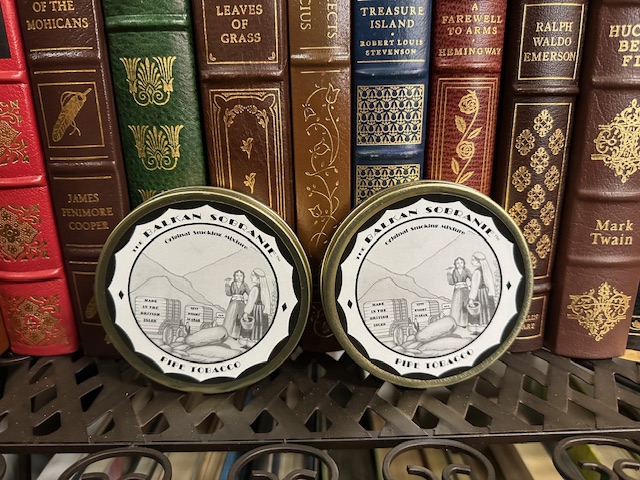 OF THE
MOHICANS
JAMES
FENIMORE
COOPER
LEAVES
OF
GRASS
TREASURE
ISLAND
ROBERT LOUIS
STEVENSON
A
FAREWELL
TO ARMS
HEMINGWAY
RALPH
WALDO
EMERSON
Mark
Twain
THE BALKAN SOBRANIE
Original Smoking Mixture
MADE
IN THE
BRITISH
ISLES
PIPE TOBACCO
THE BALKAN SOBRANIE
Original Smoking Mixture
MADE
IN THE
BRITISH
ISLES
PIPE TOBACCO